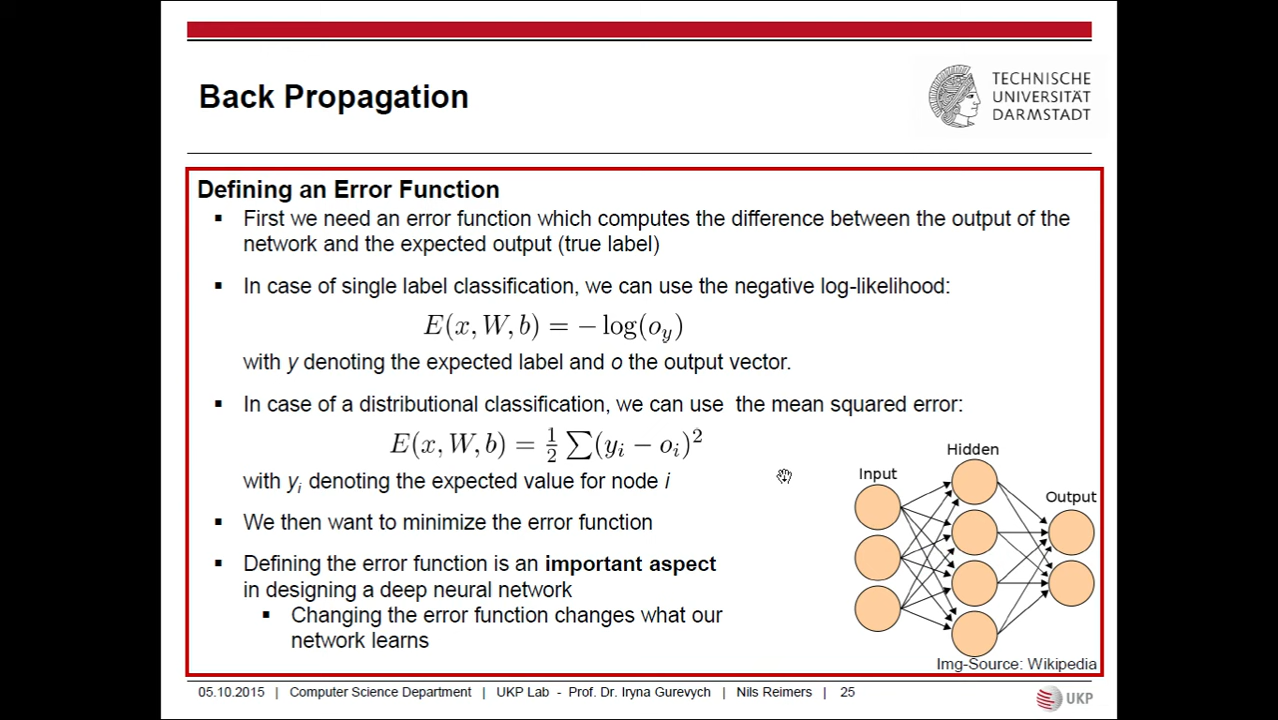 Back Propagation
TECHNISCHE
UNIVERSITÄT
DARMSTADT
Defining an Error Function
▪ First we need an error function which computes the difference between the output of the
network and the expected output (true label)
▪ In case of single label classification, we can use the negative log-likelihood:
E(x, W, b) = − log(o_y)
with y denoting the expected label and o the output vector.
▪ In case of a distributional classification, we can use the mean squared error:
E(x, W, b) = ½ ∑(y_i − o_i)²
with y_i denoting the expected value for node i
▪ We then want to minimize the error function
▪ Defining the error function is an important aspect
in designing a deep neural network
▪ Changing the error function changes what our
network learns
Input
Hidden
Output
Img-Source: Wikipedia
05.10.2015 | Computer Science Department | UKP Lab - Prof. Dr. Iryna Gurevych | Nils Reimers | 25
UKP